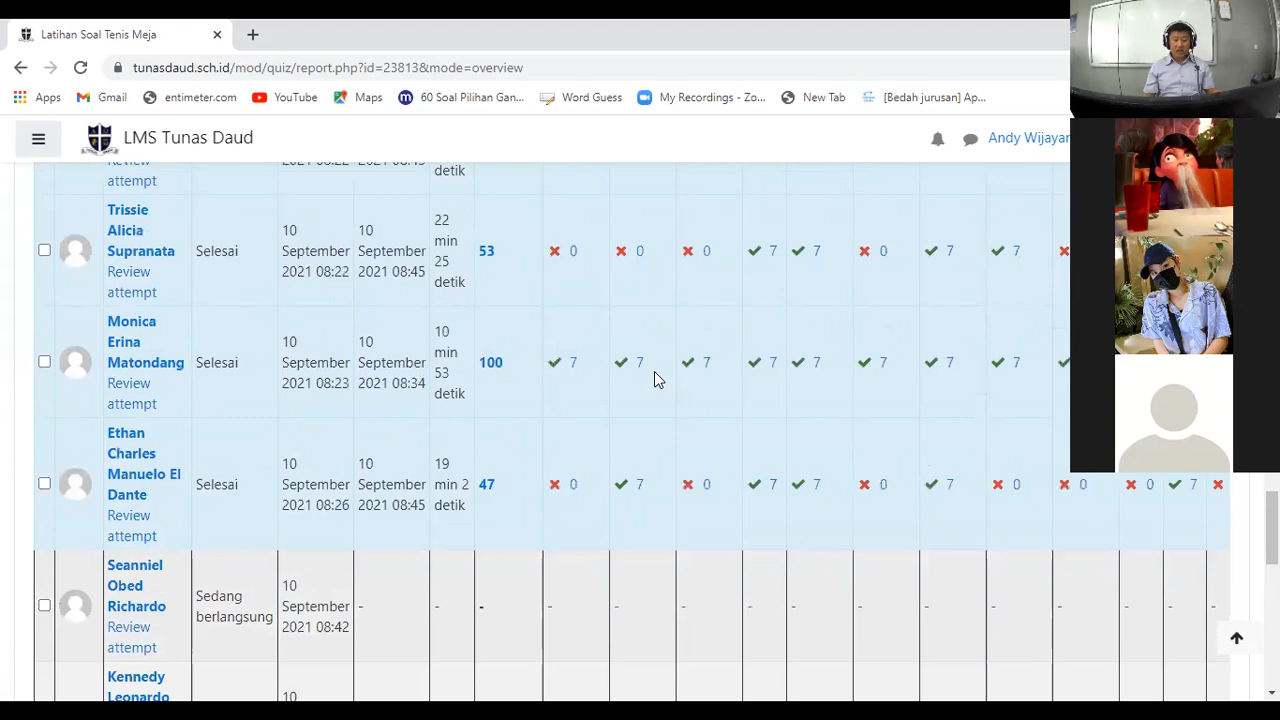 Latihan Soal Tenis Meja
tunasdaud.sch.id/mod/quiz/report.php?id=23813&mode=overview
Apps Gmail entimeter.com YouTube Maps 60 Soal Pilihan Gan... Word Guess My Recordings - Zo... New Tab [Bedah jurusan] Ap...
LMS Tunas Daud Andy Wijayar
Review
attempt
2021 08:22
detik
Trissie
Alicia
Supranata
Review
attempt
Selesai
10
September
2021 08:22
10
September
2021 08:45
22
min
25
detik
53
0 0 0 7 7 0 7 7
Monica
Erina
Matondang
Review
attempt
Selesai
10
September
2021 08:23
10
September
2021 08:34
10
min
53
detik
100
7 7 7 7 7 7 7 7
Ethan
Charles
Manuelo El
Dante
Review
attempt
Selesai
10
September
2021 08:26
10
September
2021 08:45
19
min 2
detik
47
0 7 0 7 7 0 7 0 0 0 7
Seanniel
Obed
Richardo
Review
attempt
Sedang
berlangsung
10
September
2021 08:42
- - - - - - - - - - - - - - -
Kennedy
Leonardo
10